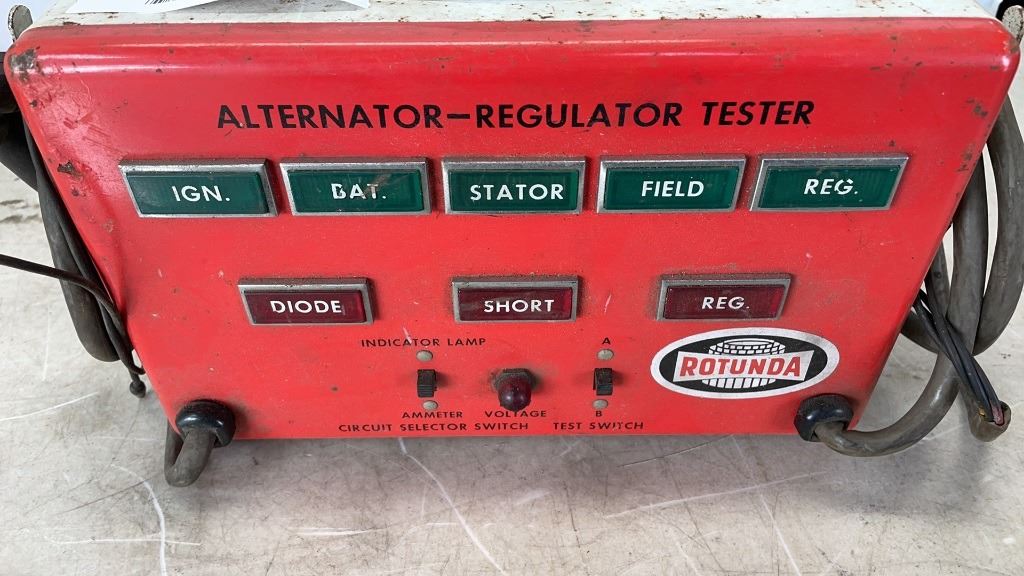 ALTERNATOR–REGULATOR TESTER
IGN. BAT. STATOR FIELD REG.
DIODE SHORT REG.
INDICATOR LAMP A
ROTUNDA
AMMETER VOLTAGE B
CIRCUIT SELECTOR SWITCH TEST SWITCH